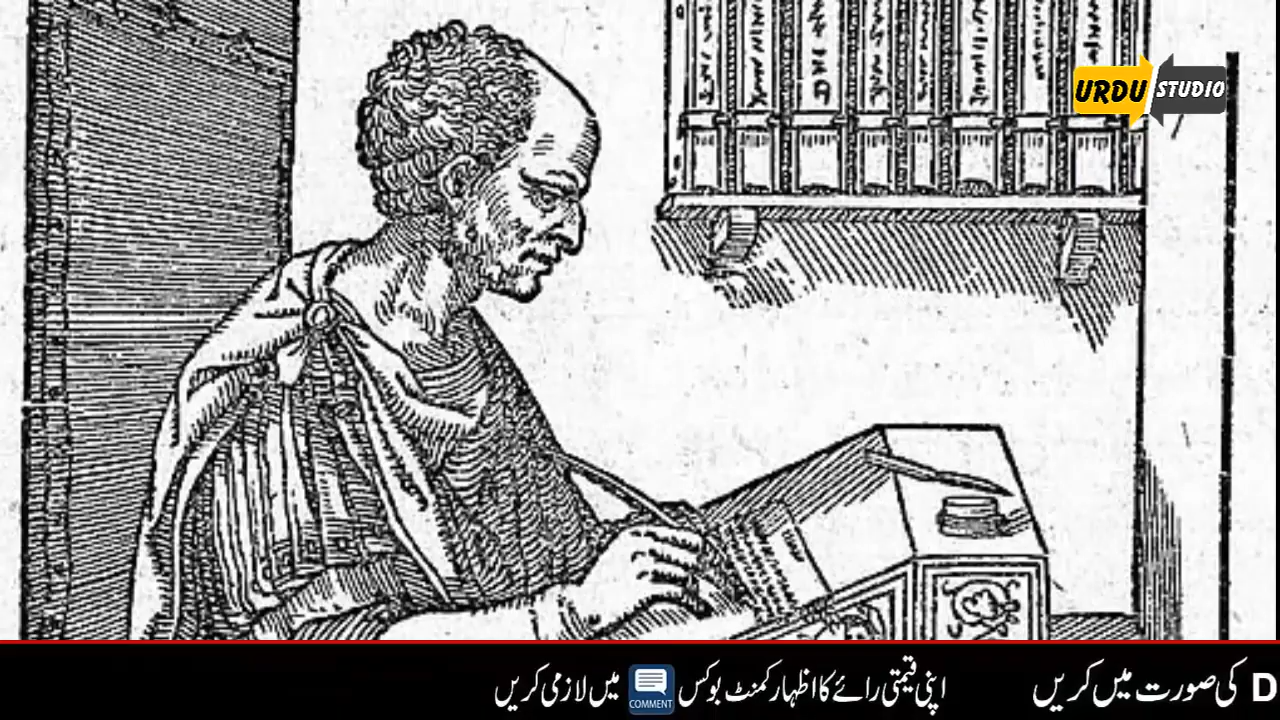 URDU STUDIO
D کی صورت میں کریں
اپنی قیمتی رائے کا اظہار کمنٹ بوکس COMMENT میں لازمی کریں